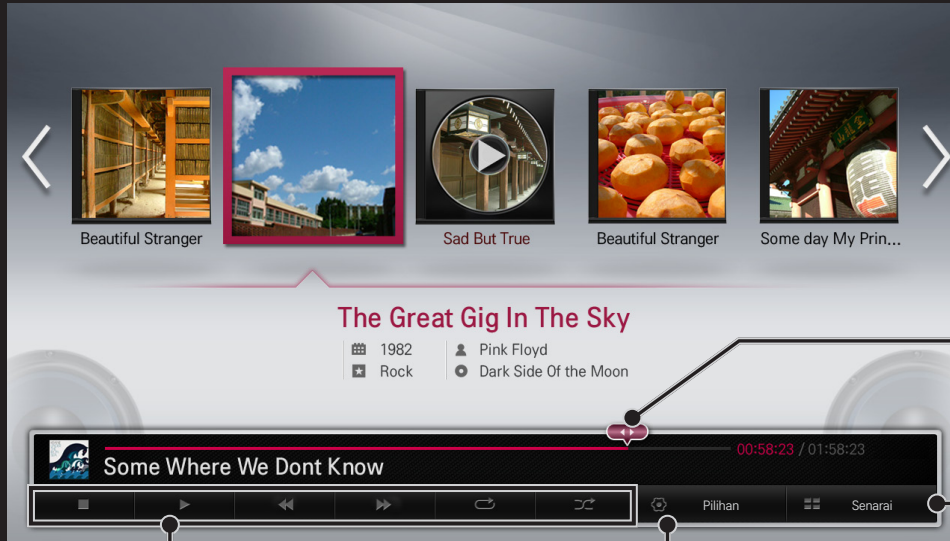 Beautiful Stranger
Sad But True
Beautiful Stranger
Some day My Prin...
The Great Gig In The Sky
1982
Pink Floyd
Rock
Dark Side Of the Moon
00:58:23 / 01:58:23
Some Where We Dont Know
Pilihan
Senarai